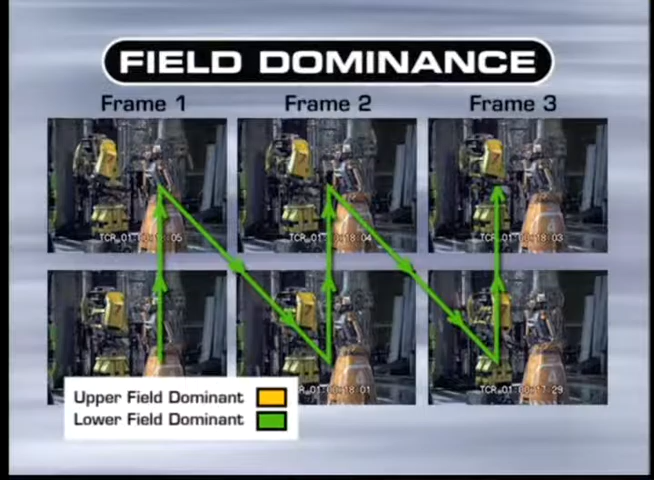 FIELD DOMINANCE
Frame 1 Frame 2 Frame 3
Upper Field Dominant
Lower Field Dominant